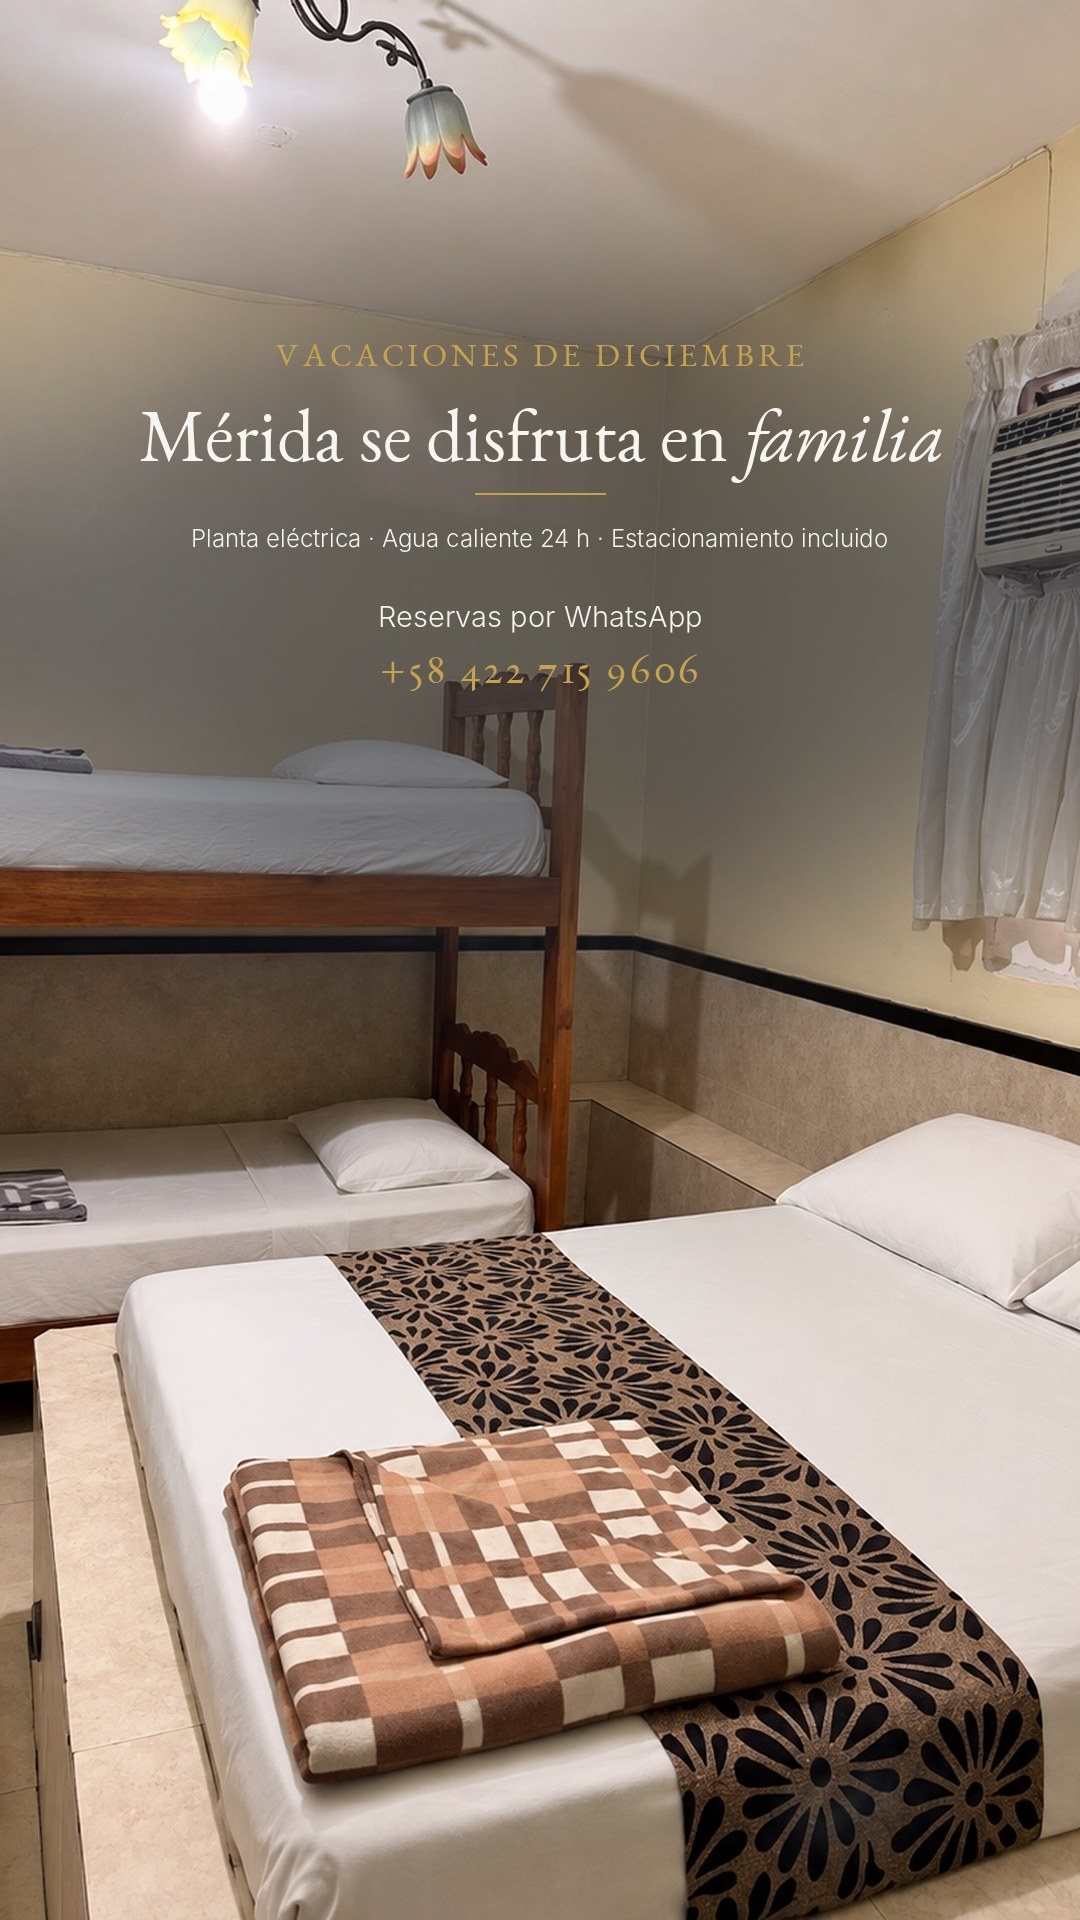 VACACIONES DE DICIEMBRE
Mérida se disfruta en familia
Planta eléctrica · Agua caliente 24 h · Estacionamiento incluido
Reservas por WhatsApp
+58 422 715 9606